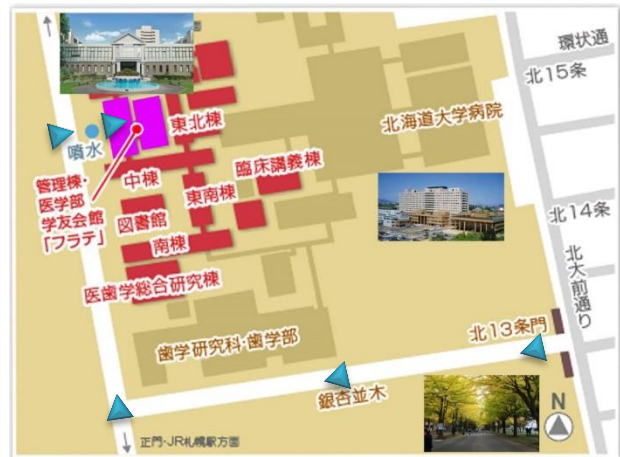 環状通
北15条
北海道大学病院
東北棟
噴水
臨床講義棟
管理棟・
医学部
学友会館
「フラテ」
中棟
東南棟
図書館
北14条
南棟
北大前通り
医歯学総合研究棟
北13条門
歯学研究科・歯学部
銀杏並木
N
正門・JR札幌駅方面